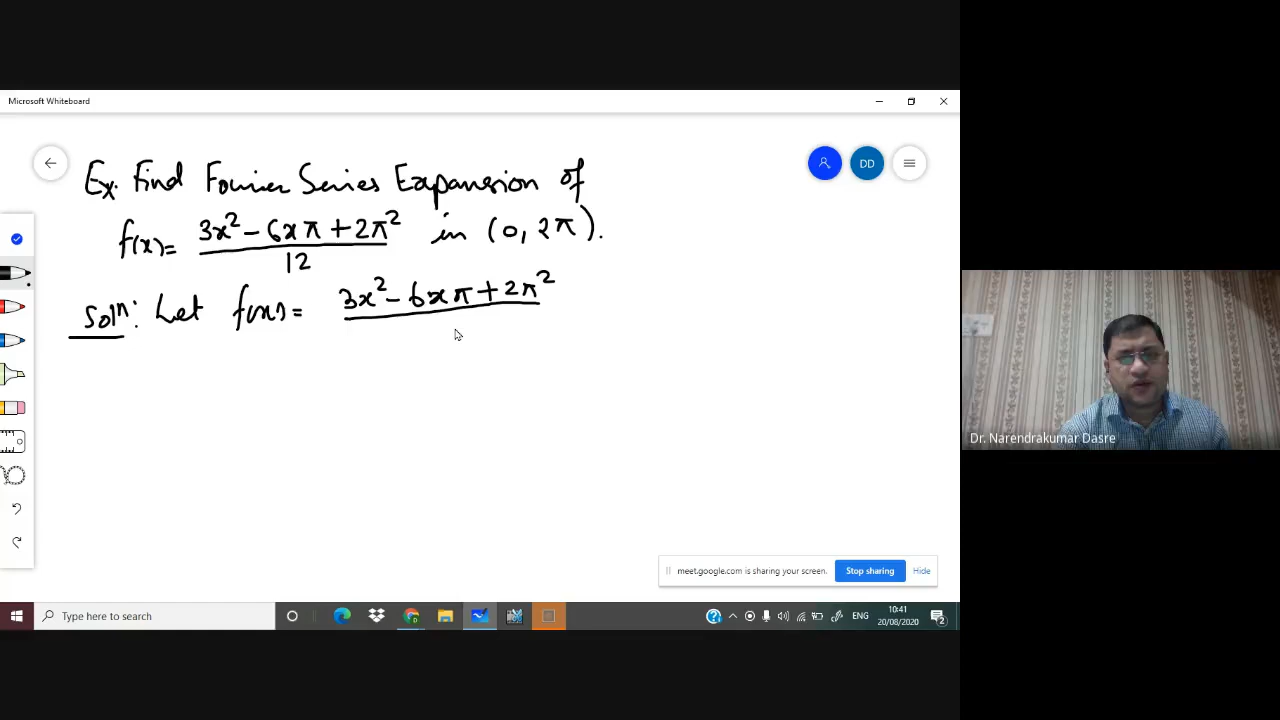 Microsoft Whiteboard
Ex. Find Fourier Series Expansion of
f(x)= 3x² - 6xπ + 2π² / 12 in (0, 2π).
Soln: Let f(x) = 3x² - 6xπ + 2π²
DD
Dr. Narendrakumar Dasre
meet.google.com is sharing your screen.
Stop sharing
Hide
Type here to search
ENG
10:41
20/08/2020
2